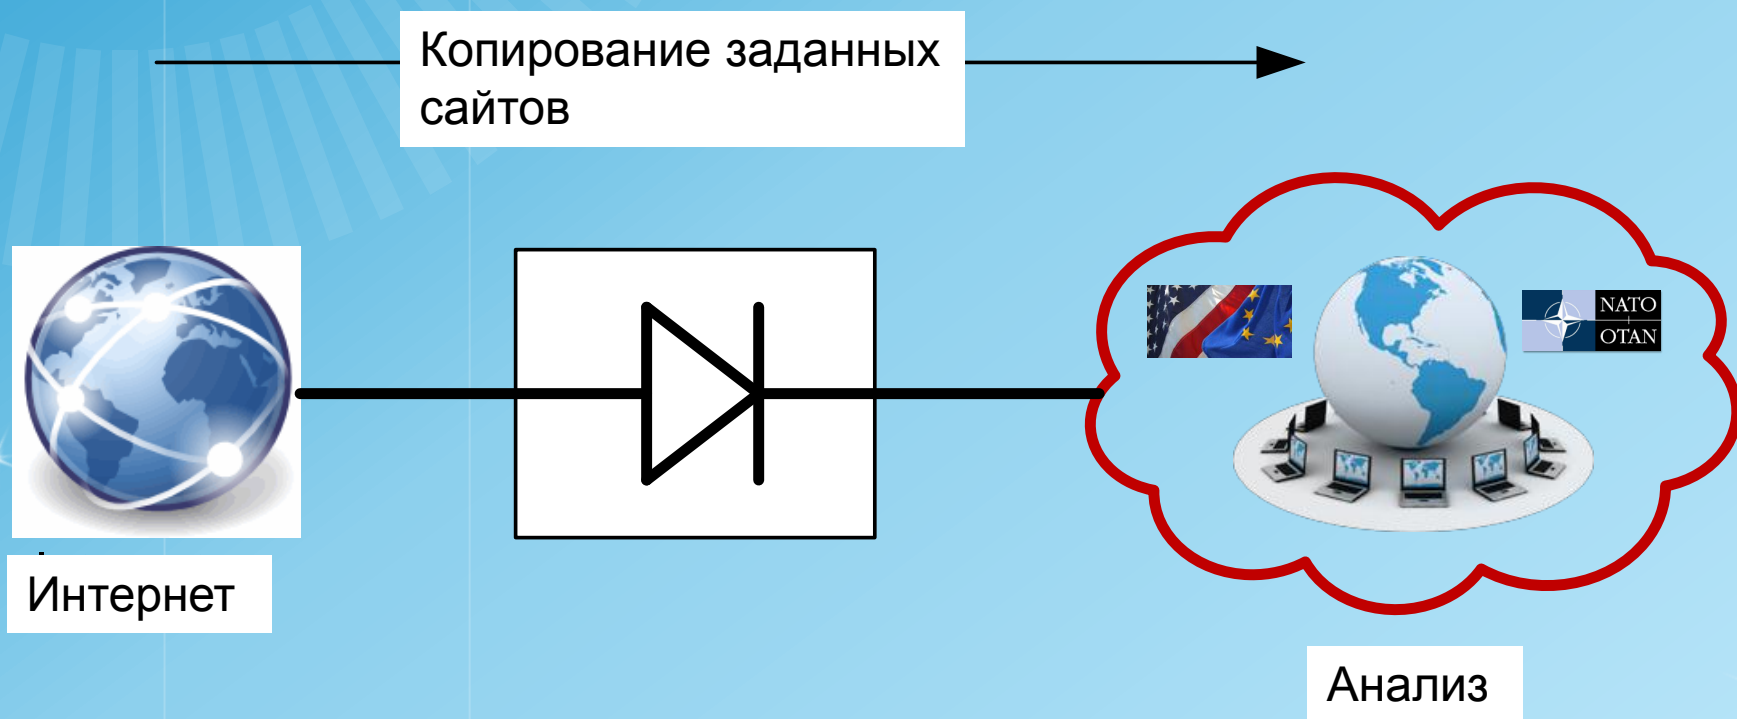 Копирование заданных
сайтов
NATO
OTAN
Интернет
Анализ